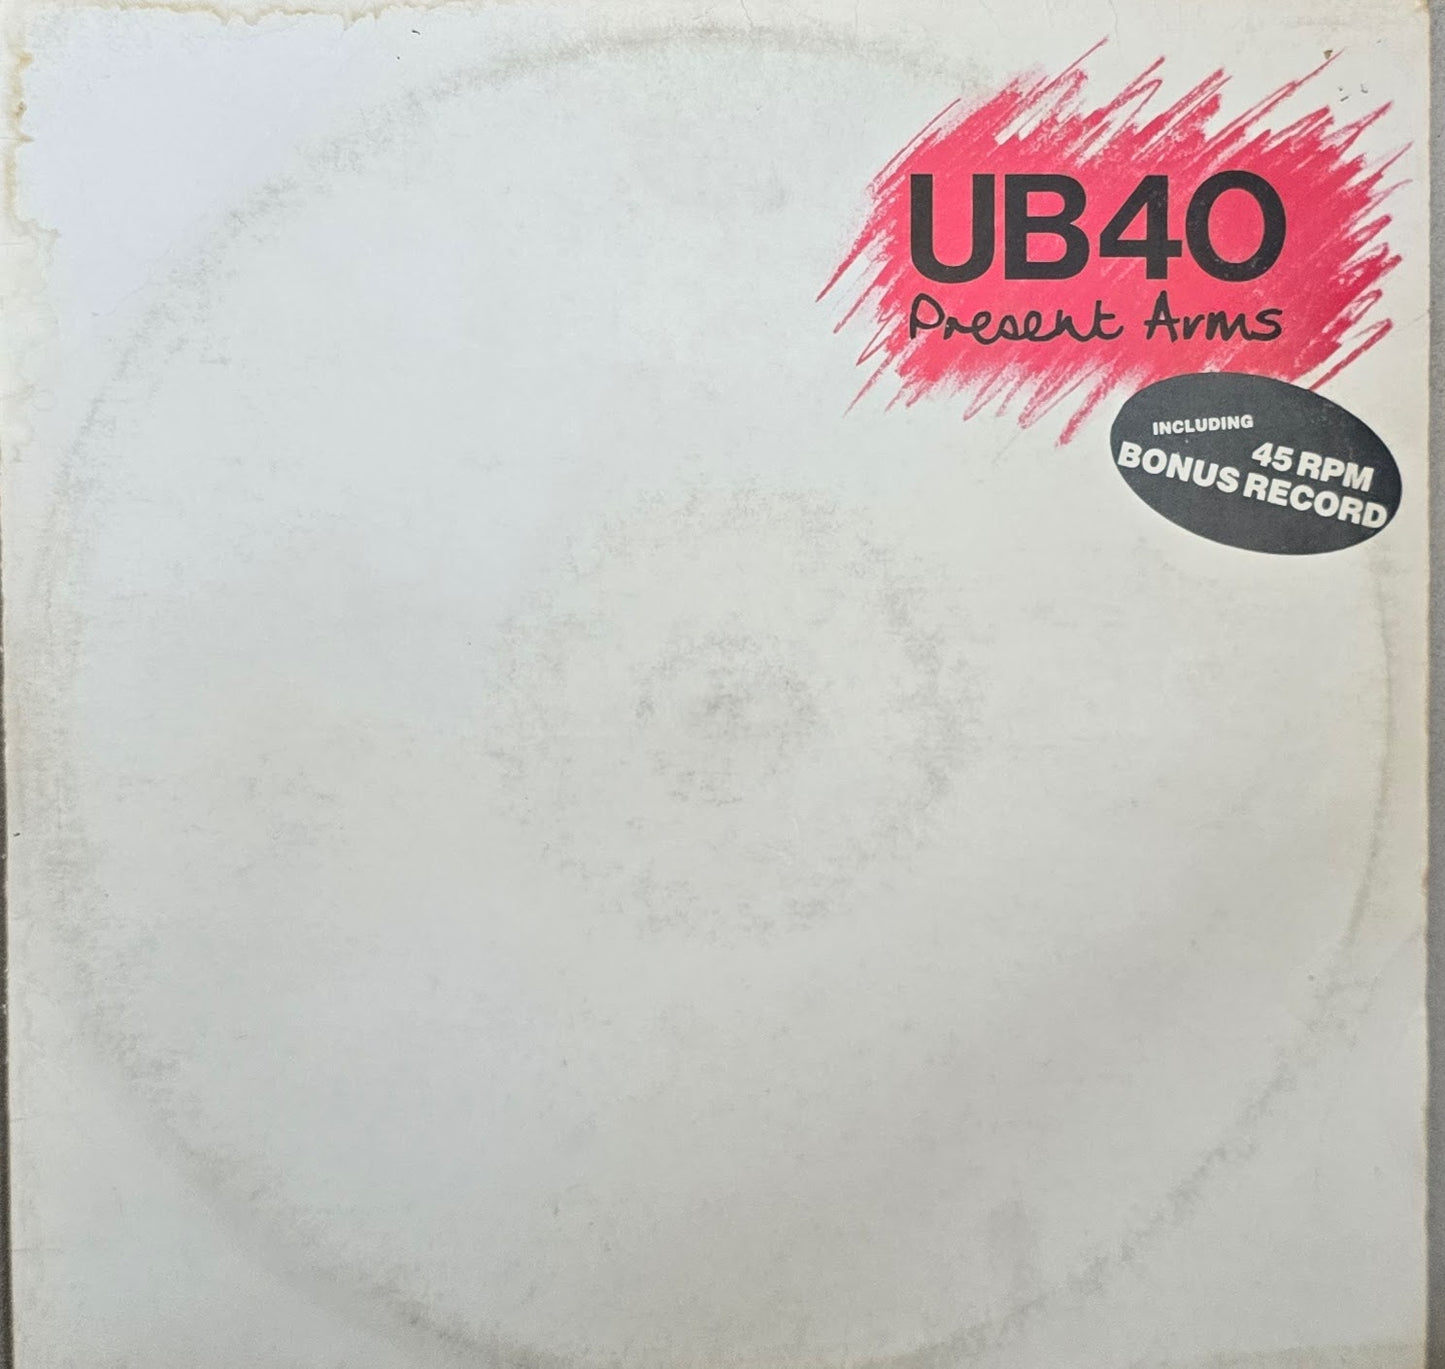 UB40
Present Arms
INCLUDING
45 RPM
BONUS RECORD